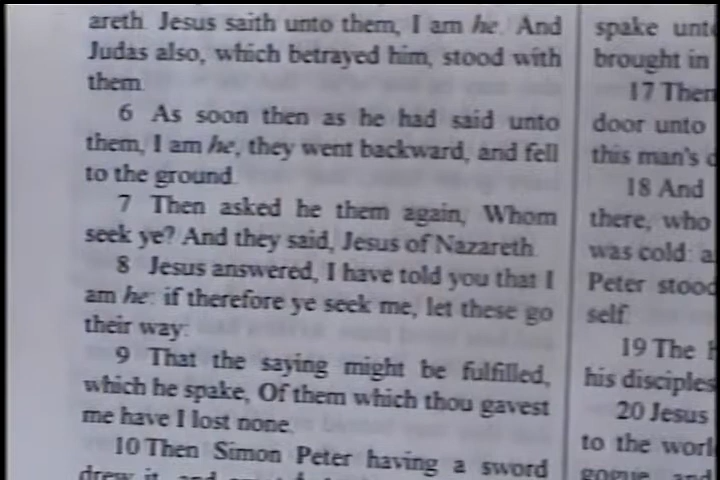 areth. Jesus saith unto them, I am he. And
Judas also, which betrayed him, stood with
them.
6 As soon then as he had said unto
them, I am he, they went backward, and fell
to the ground.
7 Then asked he them again, Whom
seek ye? And they said, Jesus of Nazareth.
8 Jesus answered, I have told you that I
am he: if therefore ye seek me, let these go
their way:
9 That the saying might be fulfilled,
which he spake, Of them which thou gavest
me have I lost none.
10 Then Simon Peter having a sword
drew it, and
spake unto
brought in
17 Then
door unto
this man's
18 And
there, who
was cold: a
Peter stood
self.
19 The
his disciples
20 Jesus
to the worl
gogue, and